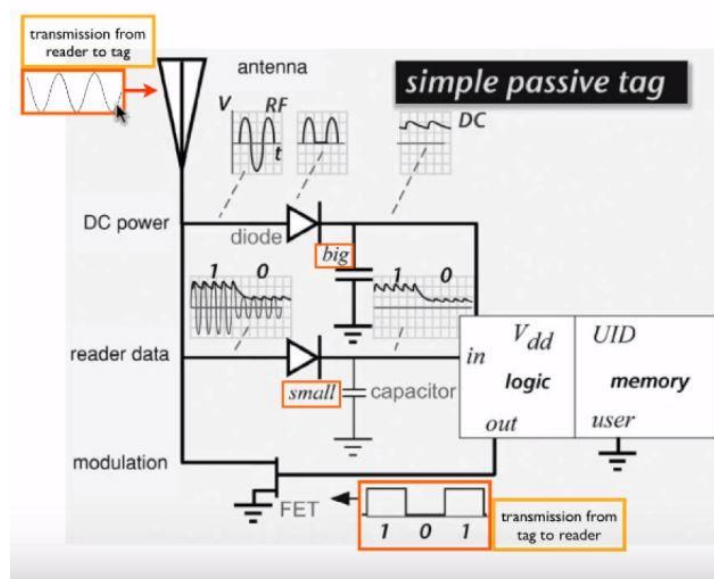 transmission from
reader to tag
antenna
simple passive tag
V RF
t
DC
DC power
diode
big
1 0
1 0
reader data
small
capacitor
in
Vdd
logic
out
UID
memory
user
modulation
FET
1 0 1
transmission from
tag to reader